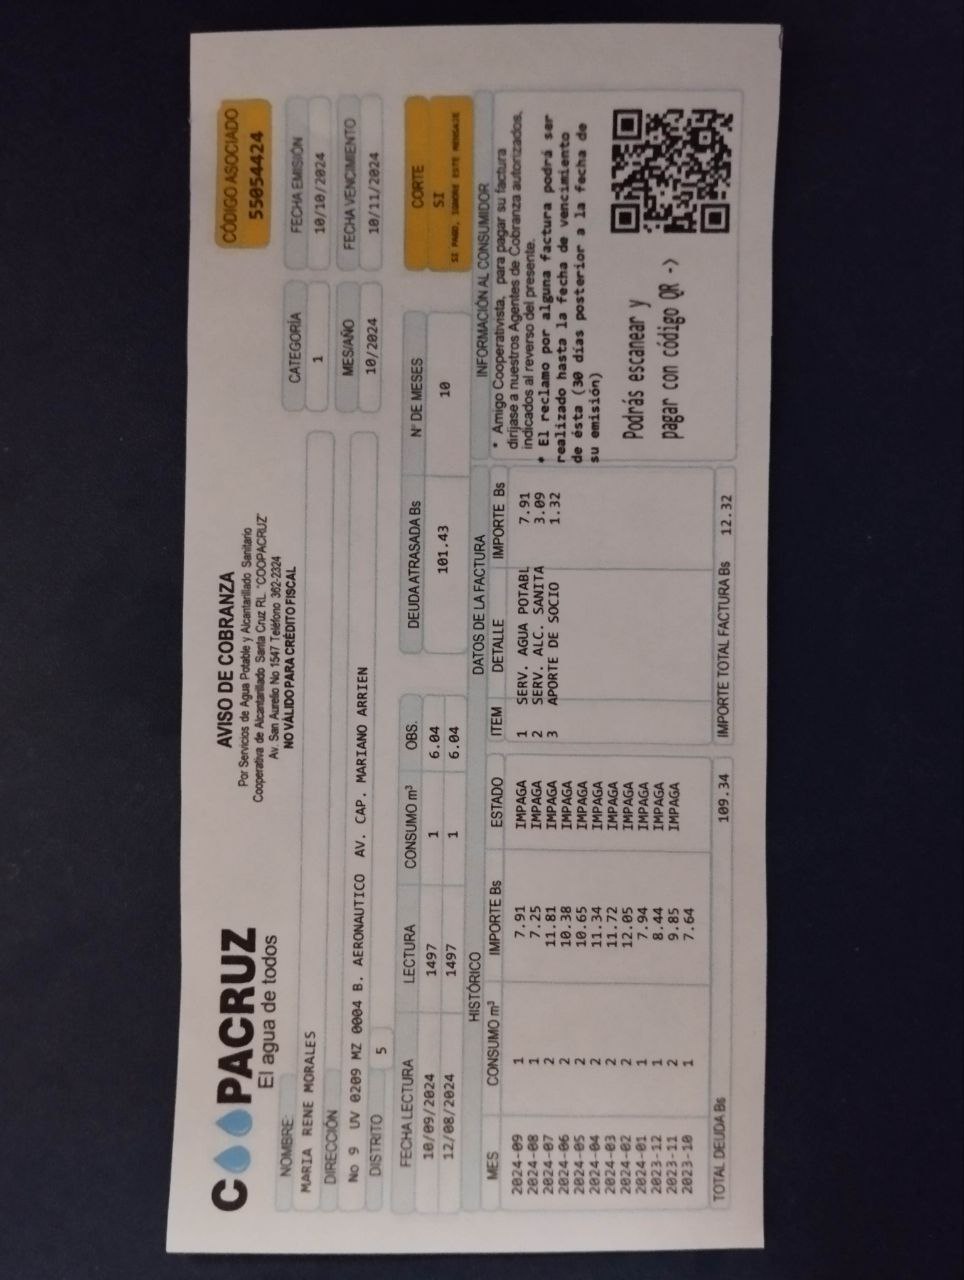 COOPACRUZ
El agua de todos
AVISO DE COBRANZA
Por Servicios de Agua Potable y Alcantarillado Sanitario
Cooperativa de Alcantarillado Santa Cruz RL. "COOPACRUZ"
Av. San Aurelio No 1547 Teléfono 362-2324
NO VÁLIDO PARA CRÉDITO FISCAL
CÓDIGO ASOCIADO
55054424
NOMBRE:
MARIA RENE MORALES
CATEGORÍA
1
FECHA EMISIÓN
10/10/2024
DIRECCIÓN
No 9 UV 0209 MZ 0004 B. AERONAUTICO AV. CAP. MARIANO ARRIEN
MES/AÑO
10/2024
FECHA VENCIMIENTO
10/11/2024
DISTRITO 5
FECHA LECTURA LECTURA CONSUMO m³ OBS.
10/09/2024 1497 1 6.04
12/08/2024 1497 1 6.04
DEUDA ATRASADA Bs N° DE MESES
101.43 10
CORTE
SI
SI PAGO, IGNORE ESTE MENSAJE
HISTÓRICO
MES CONSUMO m³ IMPORTE Bs ESTADO
2024-09 1 7.91 IMPAGA
2024-08 1 7.25 IMPAGA
2024-07 2 11.81 IMPAGA
2024-06 2 10.38 IMPAGA
2024-05 2 10.65 IMPAGA
2024-04 2 11.34 IMPAGA
2024-03 2 11.72 IMPAGA
2024-02 2 12.05 IMPAGA
2024-01 1 7.94 IMPAGA
2023-12 1 8.44 IMPAGA
2023-11 2 9.85 IMPAGA
2023-10 1 7.64
TOTAL DEUDA Bs 109.34
DATOS DE LA FACTURA
ITEM DETALLE IMPORTE Bs
1 SERV. AGUA POTABL 7.91
2 SERV. ALC. SANITA 3.09
3 APORTE DE SOCIO 1.32
IMPORTE TOTAL FACTURA Bs 12.32
INFORMACIÓN AL CONSUMIDOR
* Amigo Cooperativista, para pagar su factura
diríjase a nuestros Agentes de Cobranza autorizados,
indicados al reverso del presente.
* El reclamo por alguna factura podrá ser
realizado hasta la fecha de vencimiento
de ésta (30 días posterior a la fecha de
su emisión)
Podrás escanear y
pagar con código QR ->